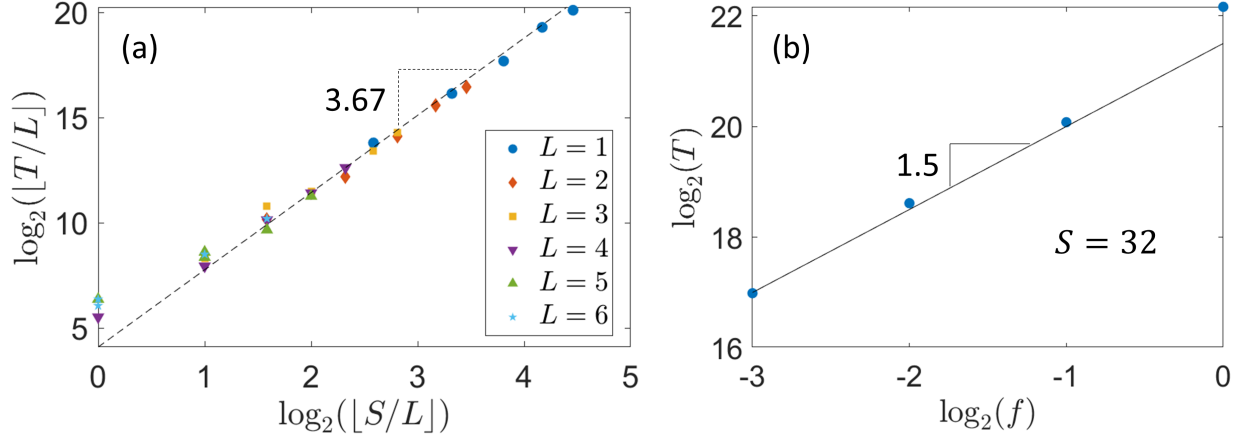 (a)
20
15
10
5
log₂(⌊T/L⌋)
3.67
L = 1
L = 2
L = 3
L = 4
L = 5
L = 6
0 1 2 3 4 5
log₂(⌊S/L⌋)
(b)
22
20
18
16
log₂(T)
1.5
S = 32
-3 -2 -1 0
log₂(f)